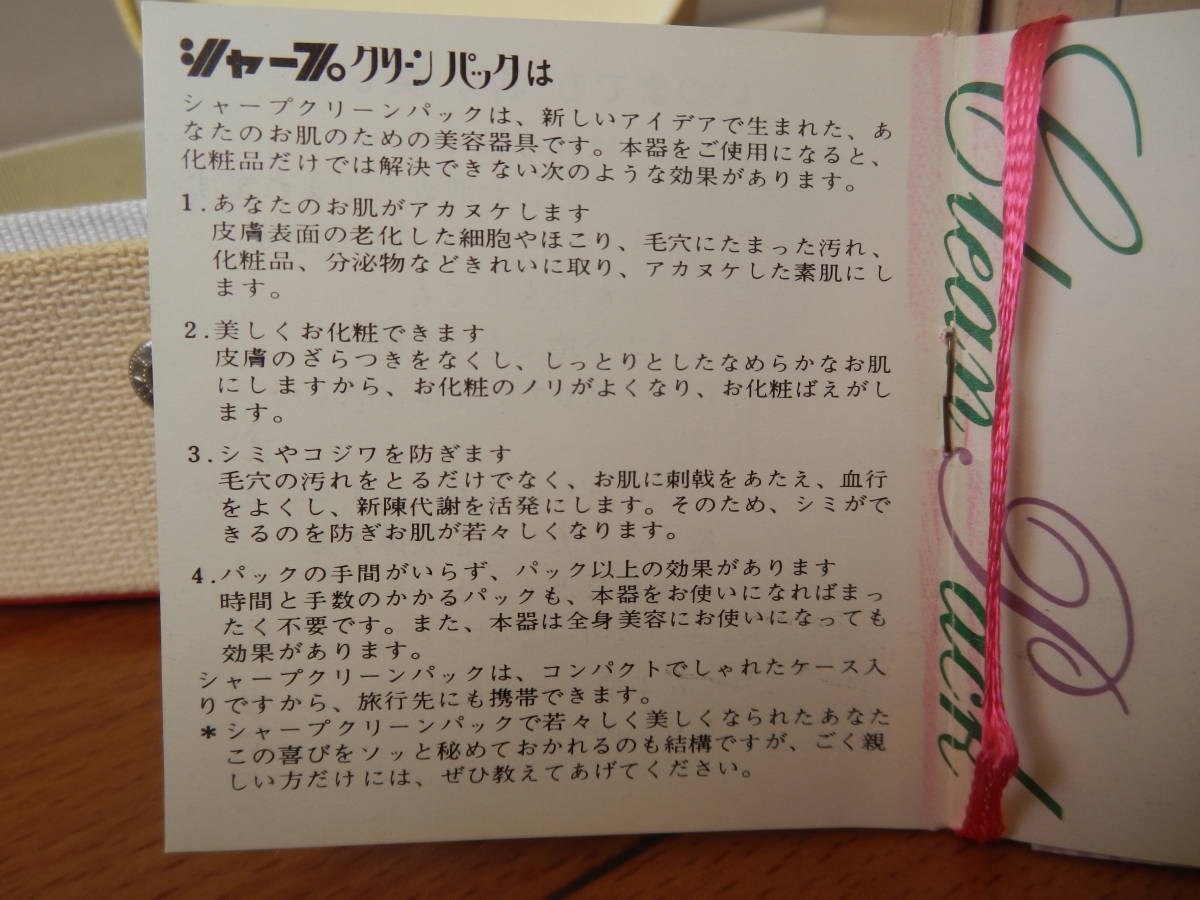 シャープ クリーンパックは
シャープクリーンパックは、新しいアイデアで生まれた、あ
なたのお肌のための美容器具です。本器をご使用になると、
化粧品だけでは解決できない次のような効果があります。
1.あなたのお肌がアカヌケします
皮膚表面の老化した細胞やほこり、毛穴にたまった汚れ、
化粧品、分泌物などきれいに取り、アカヌケした素肌にし
ます。
2.美しくお化粧できます
皮膚のざらつきをなくし、しっとりとしたなめらかなお肌
にしますから、お化粧のノリがよくなり、お化粧ばえがし
ます。
3.シミやコジワを防ぎます
毛穴の汚れをとるだけでなく、お肌に刺戟をあたえ、血行
をよくし、新陳代謝を活発にします。そのため、シミがで
きるのを防ぎお肌が若々しくなります。
4.パックの手間がいらず、パック以上の効果があります
時間と手数のかかるパックも、本器をお使いになればまっ
たく不要です。また、本器は全身美容にお使いになっても
効果があります。
シャープクリーンパックは、コンパクトでしゃれたケース入
りですから、旅行先にも携帯できます。
*シャープクリーンパックで若々しく美しくなられたあなた
この喜びをソッと秘めておかれるのも結構ですが、ごく親
しい方だけには、ぜひ教えてあげてください。
Clean Pack